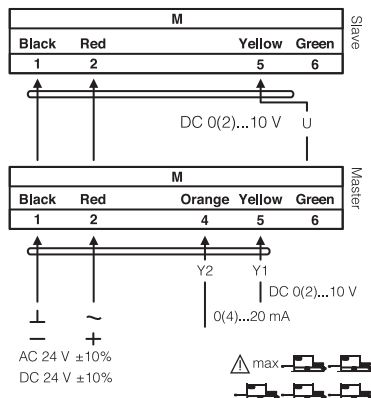 M
Slave
Black Red Yellow Green
1 2 5 6
DC 0(2)...10 V U
M
Master
Black Red Orange Yellow Green
1 2 4 5 6
Y2 Y1
DC 0(2)...10 V
0(4)...20 mA
⊥ ~
− +
AC 24 V ±10%
DC 24 V ±10%
max